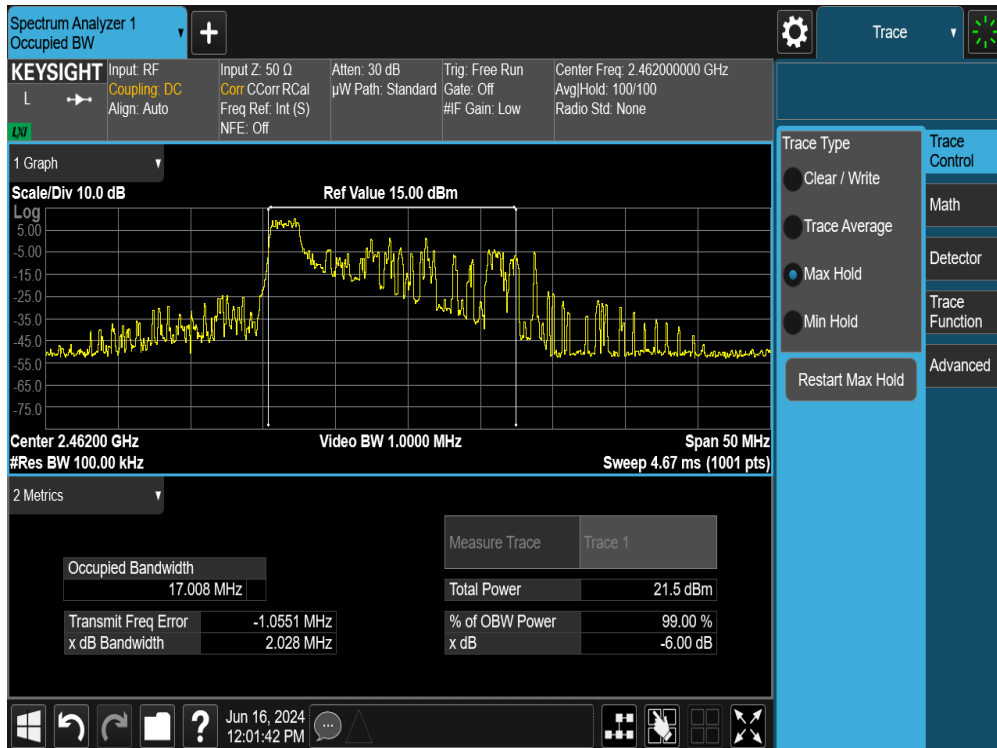 Spectrum Analyzer 1
Occupied BW
+
Trace
KEYSIGHT
L
LXI
Input: RF
Coupling: DC
Align: Auto
Input Z: 50 Ω
Corr CCorr RCal
Freq Ref: Int (S)
NFE: Off
Atten: 30 dB
µW Path: Standard
Trig: Free Run
Gate: Off
#IF Gain: Low
Center Freq: 2.462000000 GHz
Avg|Hold: 100/100
Radio Std: None
1 Graph
Scale/Div 10.0 dB
Ref Value 15.00 dBm
Log
5.00
-5.00
-15.0
-25.0
-35.0
-45.0
-55.0
-65.0
-75.0
Center 2.46200 GHz
Video BW 1.0000 MHz
Span 50 MHz
#Res BW 100.00 kHz
Sweep 4.67 ms (1001 pts)
2 Metrics
Measure Trace
Trace 1
Occupied Bandwidth
17.008 MHz
Total Power
21.5 dBm
Transmit Freq Error
-1.0551 MHz
% of OBW Power
99.00 %
x dB Bandwidth
2.028 MHz
x dB
-6.00 dB
Trace Type
Clear / Write
Trace Average
Max Hold
Min Hold
Restart Max Hold
Trace
Control
Math
Detector
Trace
Function
Advanced
?
Jun 16, 2024
12:01:42 PM